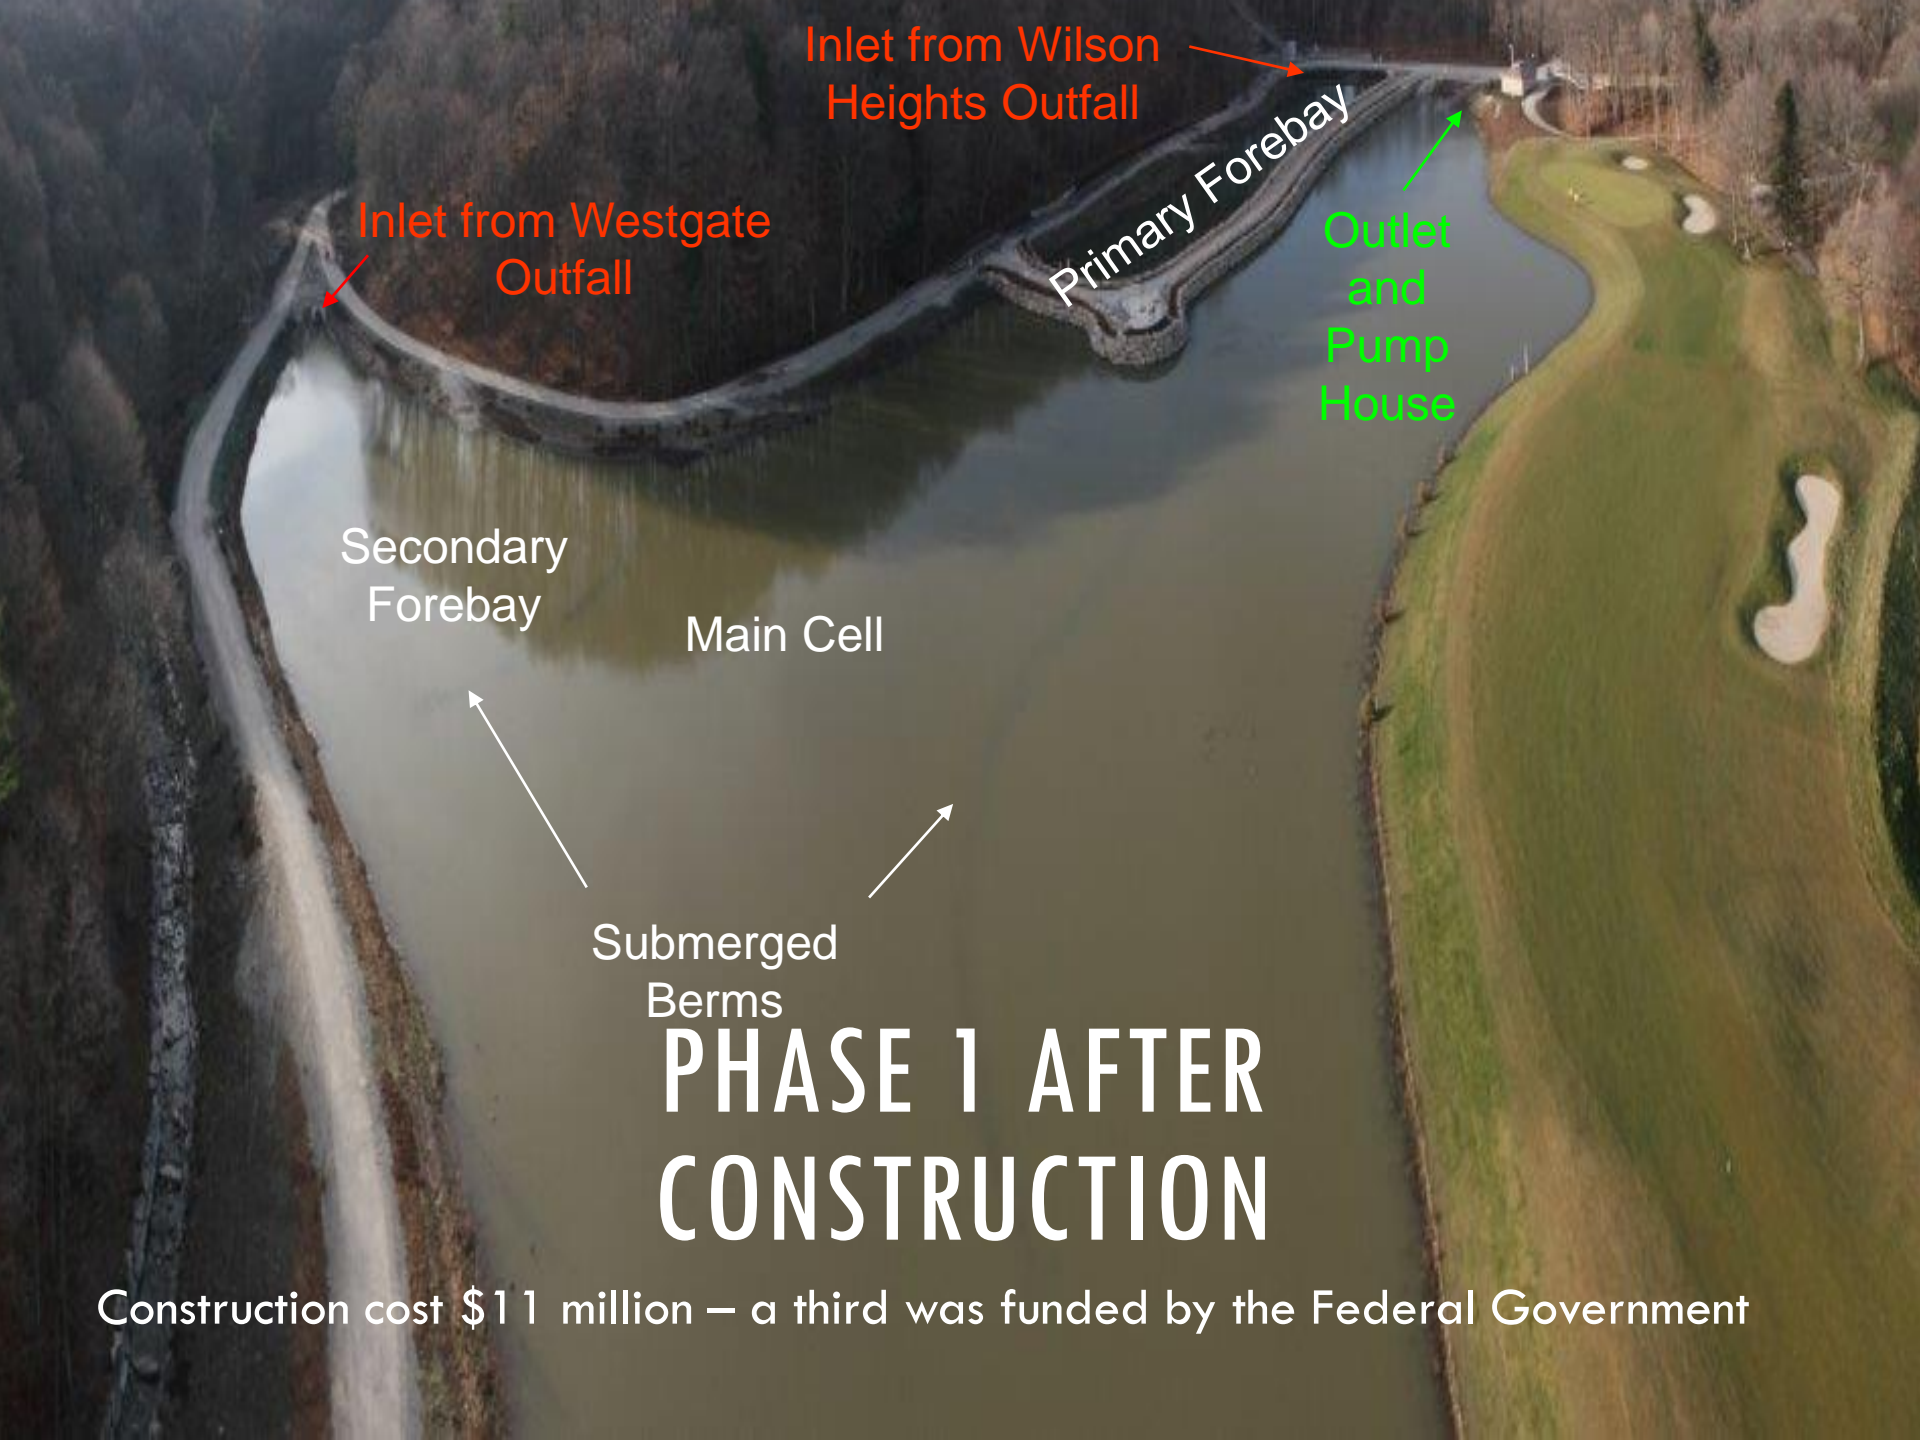 Inlet from Wilson
Heights Outfall
Primary Forebay
Inlet from Westgate
Outfall
Outlet
and
Pump
House
Secondary
Forebay
Main Cell
Submerged
Berms
PHASE 1 AFTER
CONSTRUCTION
Construction cost $11 million – a third was funded by the Federal Government